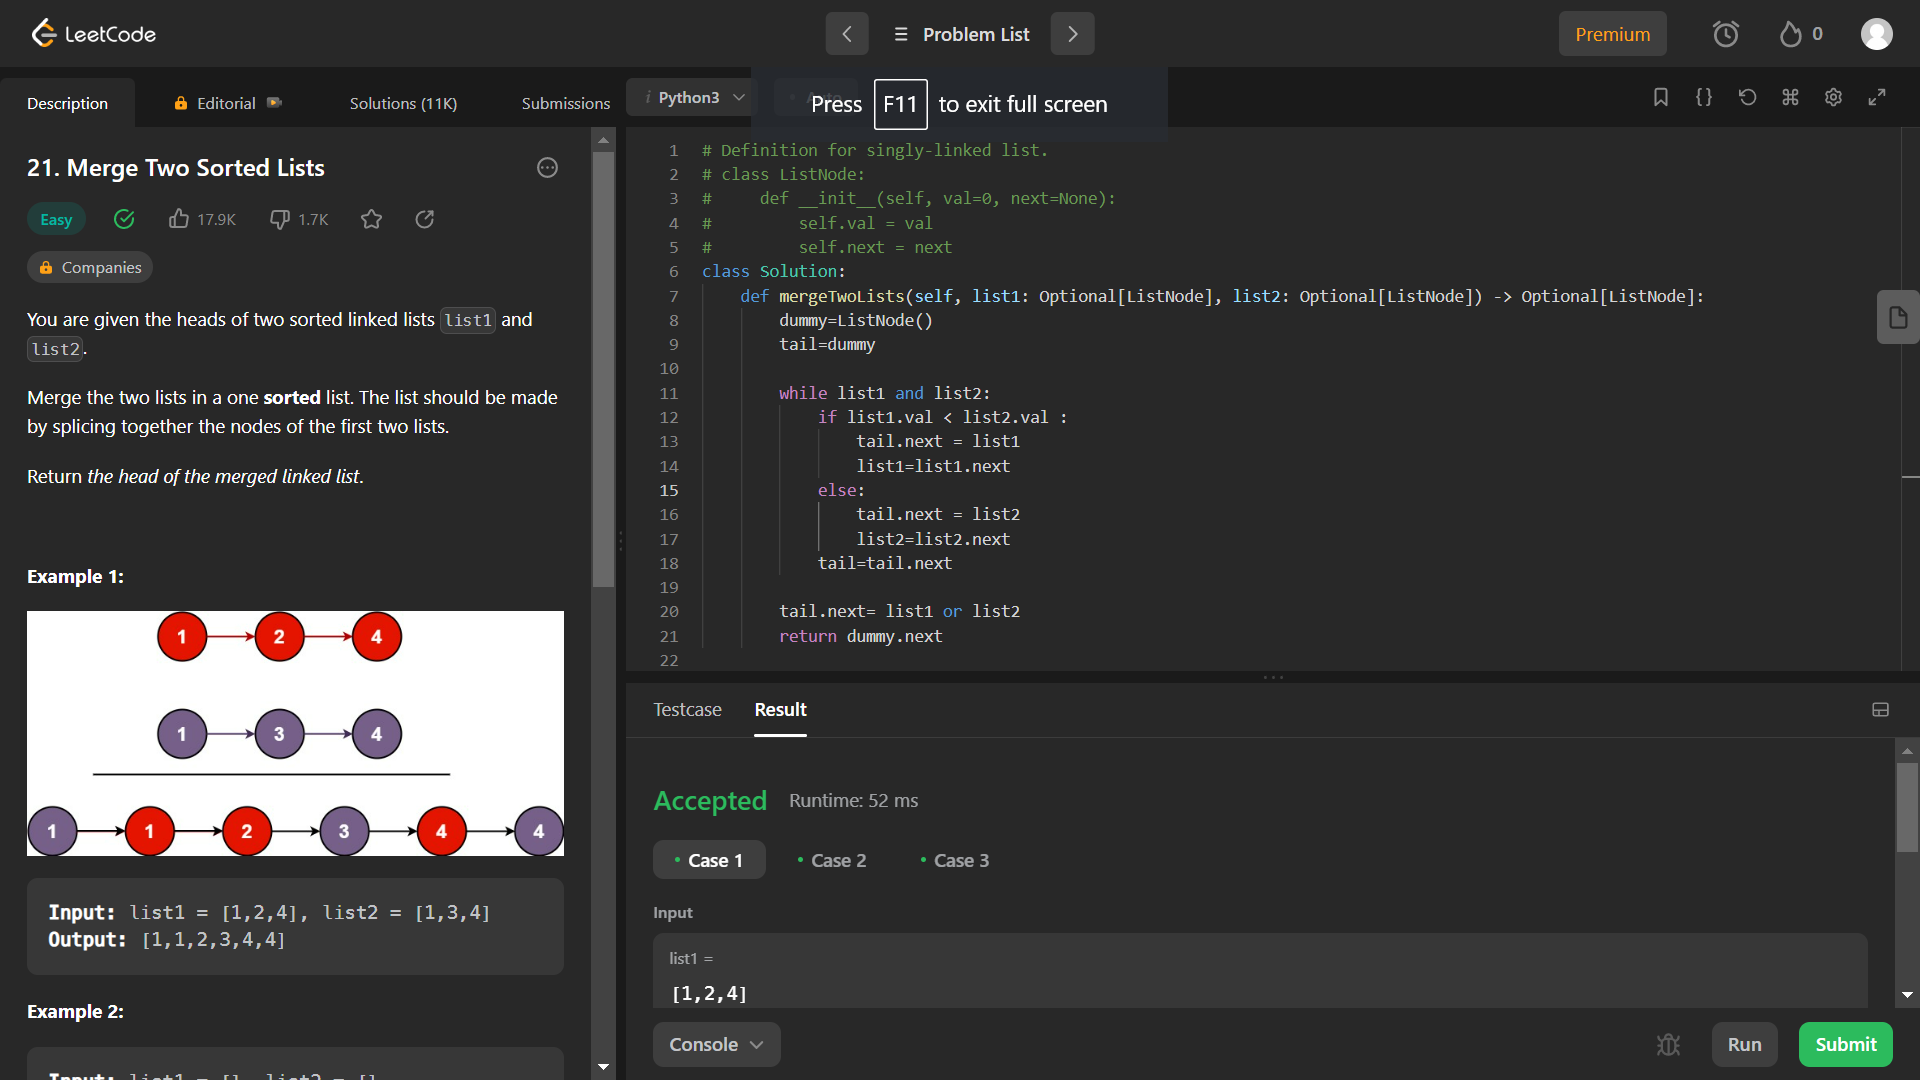 LeetCode
Problem List
Premium
0
Description
Editorial
Solutions (11K)
Submissions
i Python3
Auto
Press F11 to exit full screen
21. Merge Two Sorted Lists
Easy
17.9K
1.7K
Companies
You are given the heads of two sorted linked lists list1 and
list2.
Merge the two lists in a one sorted list. The list should be made
by splicing together the nodes of the first two lists.
Return the head of the merged linked list.
Example 1:
1 2 4
1 3 4
1 1 2 3 4 4
Input: list1 = [1,2,4], list2 = [1,3,4]
Output: [1,1,2,3,4,4]
Example 2:
Input: list1 = [], list2 = []
1 # Definition for singly-linked list.
2 # class ListNode:
3 #     def __init__(self, val=0, next=None):
4 #         self.val = val
5 #         self.next = next
6 class Solution:
7     def mergeTwoLists(self, list1: Optional[ListNode], list2: Optional[ListNode]) -> Optional[ListNode]:
8         dummy=ListNode()
9         tail=dummy
10
11         while list1 and list2:
12             if list1.val < list2.val :
13                 tail.next = list1
14                 list1=list1.next
15             else:
16                 tail.next = list2
17                 list2=list2.next
18             tail=tail.next
19
20         tail.next= list1 or list2
21         return dummy.next
22
Testcase
Result
Accepted Runtime: 52 ms
• Case 1 • Case 2 • Case 3
Input
list1 =
[1,2,4]
Console
Run
Submit